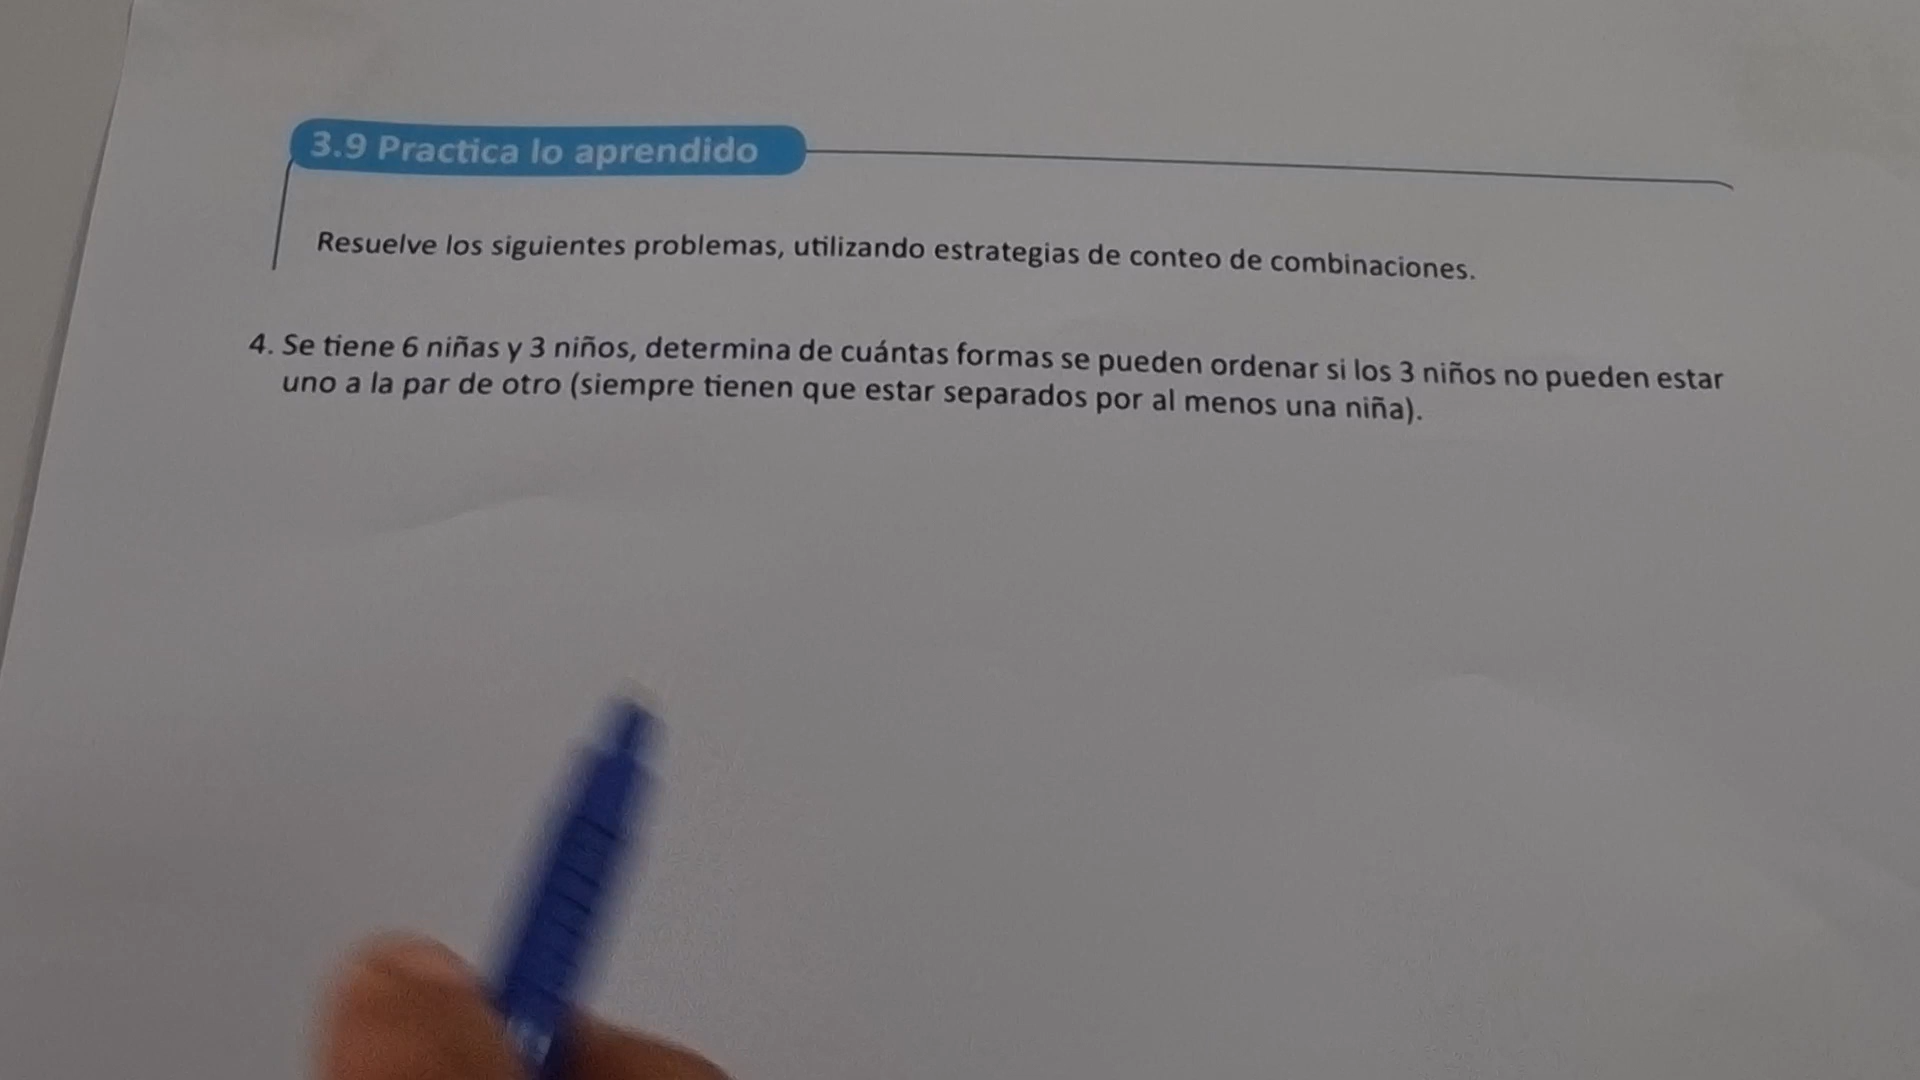 3.9 Practica lo aprendido
Resuelve los siguientes problemas, utilizando estrategias de conteo de combinaciones.
4. Se tiene 6 niñas y 3 niños, determina de cuántas formas se pueden ordenar si los 3 niños no pueden estar
uno a la par de otro (siempre tienen que estar separados por al menos una niña).